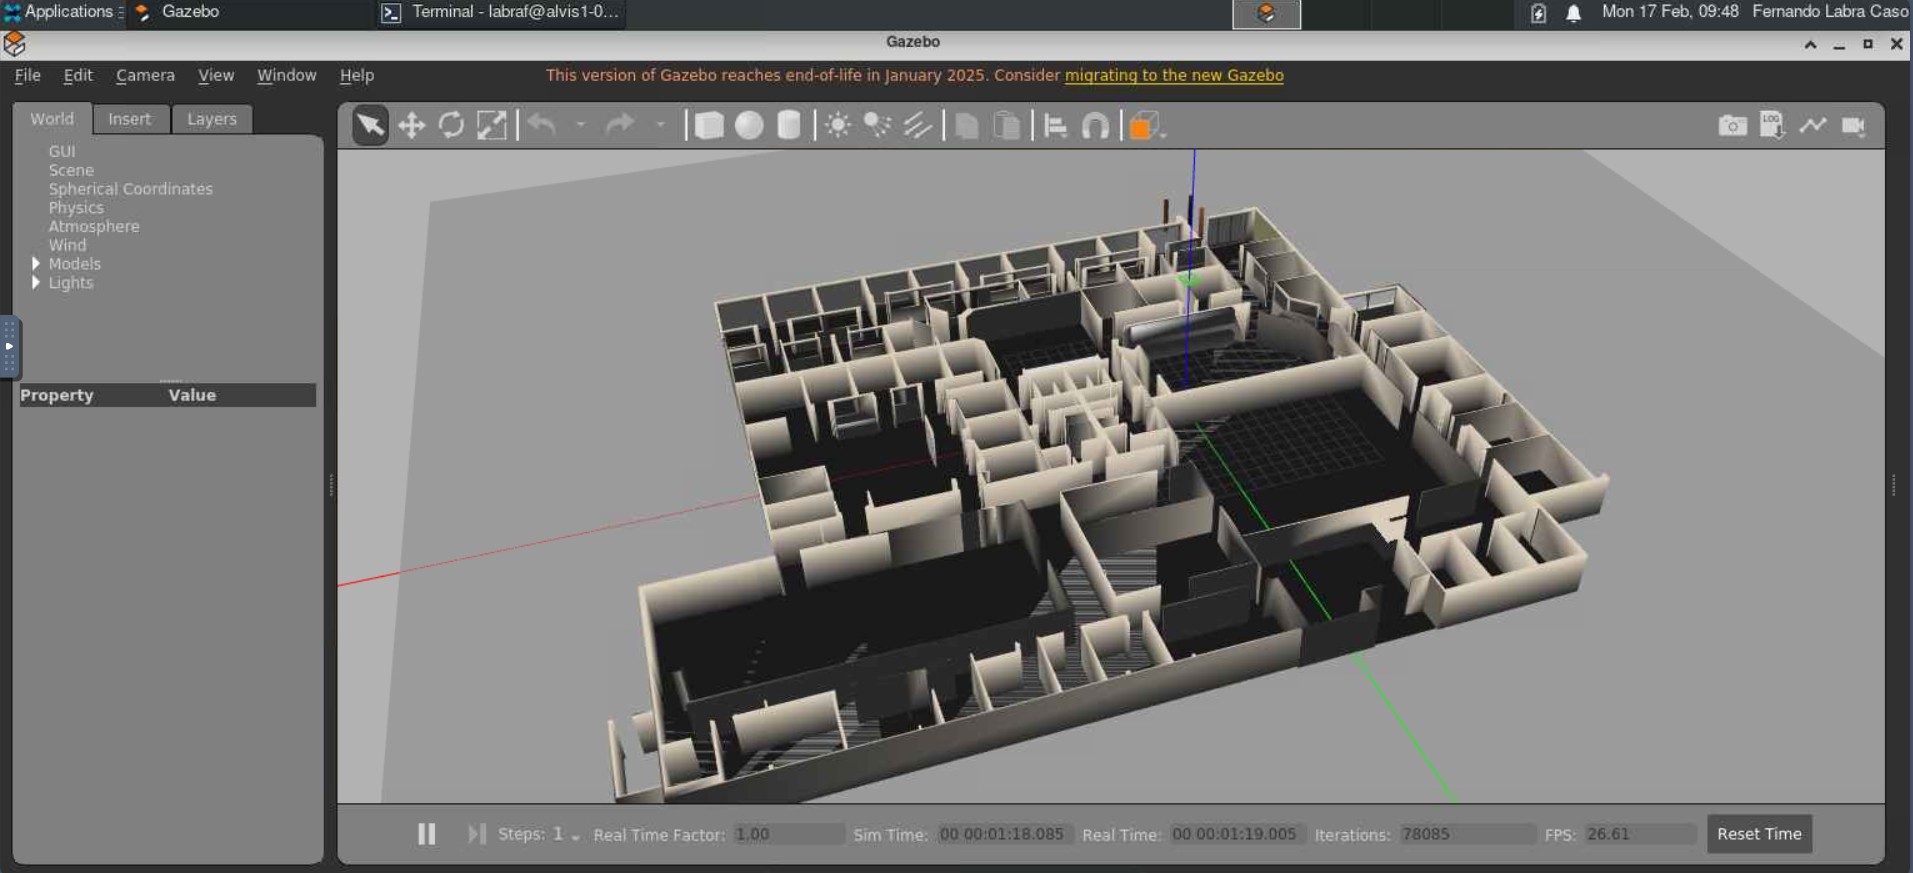 Applications
Gazebo
Terminal - labraf@alvis1-0...
Mon 17 Feb, 09:48
Fernando Labra Caso
Gazebo
File Edit Camera View Window Help
This version of Gazebo reaches end-of-life in January 2025. Consider migrating to the new Gazebo
World Insert Layers
LOG
GUI
Scene
Spherical Coordinates
Physics
Atmosphere
Wind
Models
Lights
Property Value
Steps: 1 Real Time Factor: 1.00 Sim Time: 00 00:01:18.085 Real Time: 00 00:01:19.005 Iterations: 78085 FPS: 26.61 Reset Time